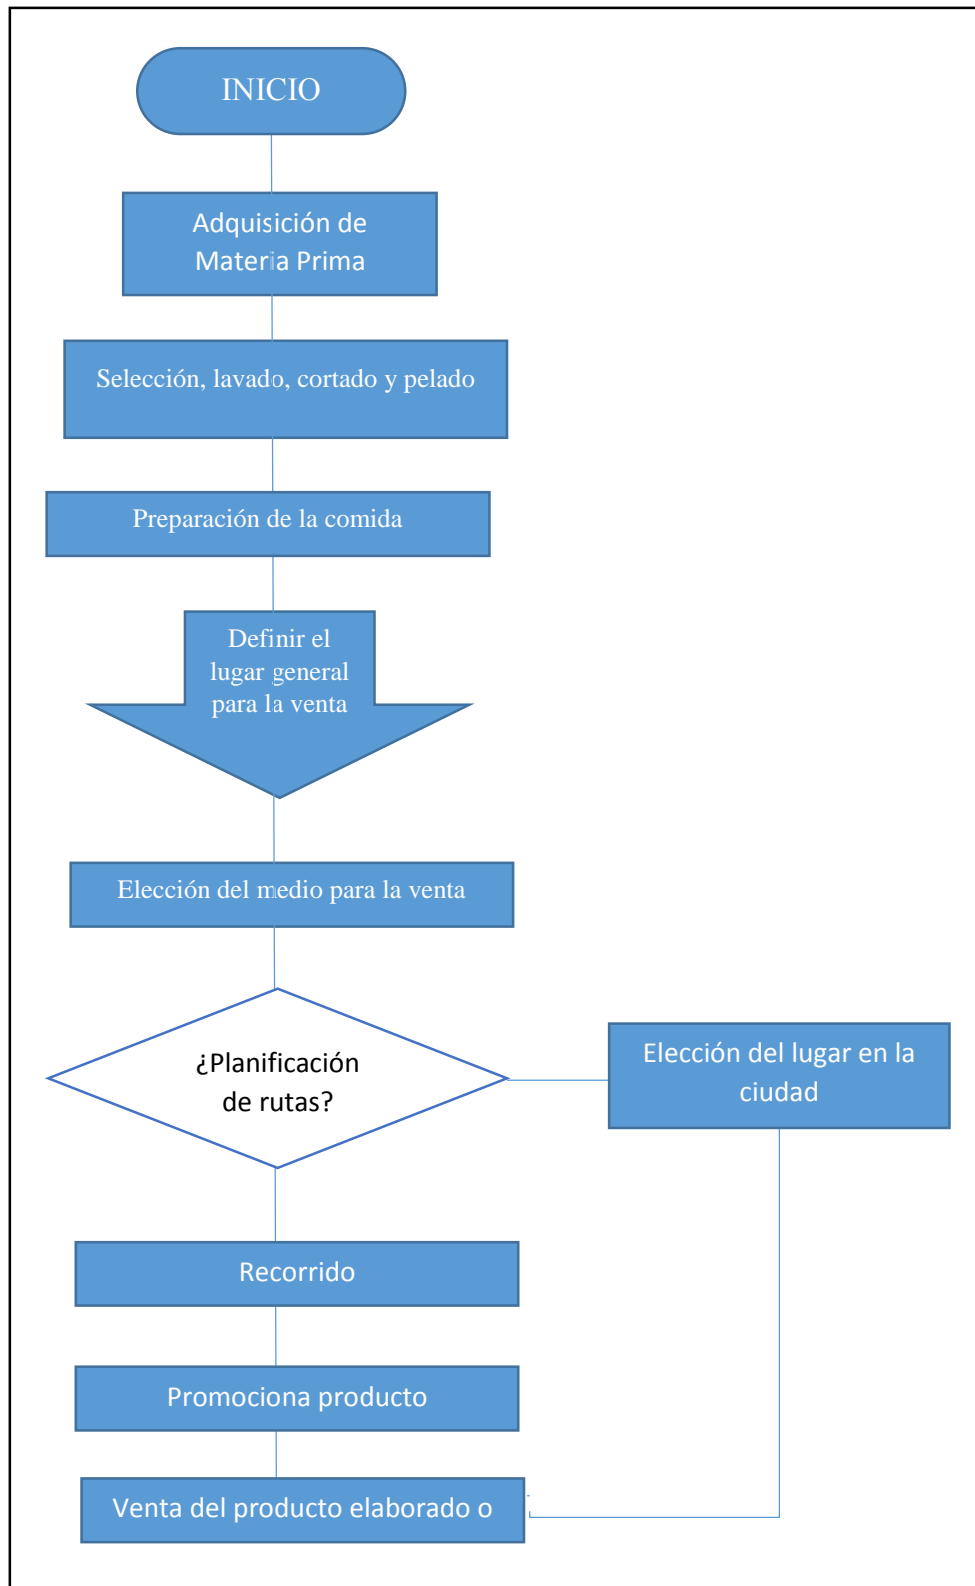 INICIO
Adquisición de
Materia Prima
Selección, lavado, cortado y pelado
Preparación de la comida
Definir el
lugar general
para la venta
Elección del medio para la venta
¿Planificación
de rutas?
Elección del lugar en la
ciudad
Recorrido
Promociona producto
Venta del producto elaborado o